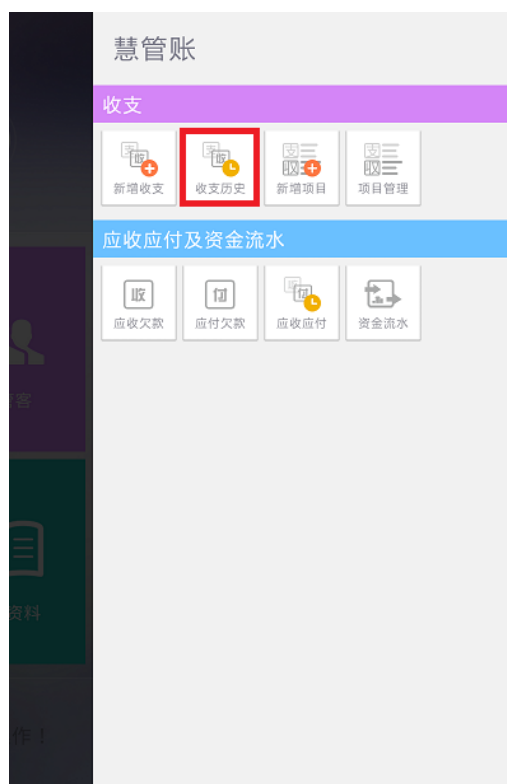 慧管账
收支
新增收支
收支历史
新增项目
项目管理
应收应付及资金流水
收
应收欠款
付
应付欠款
应收应付
资金流水
客
资料
作！